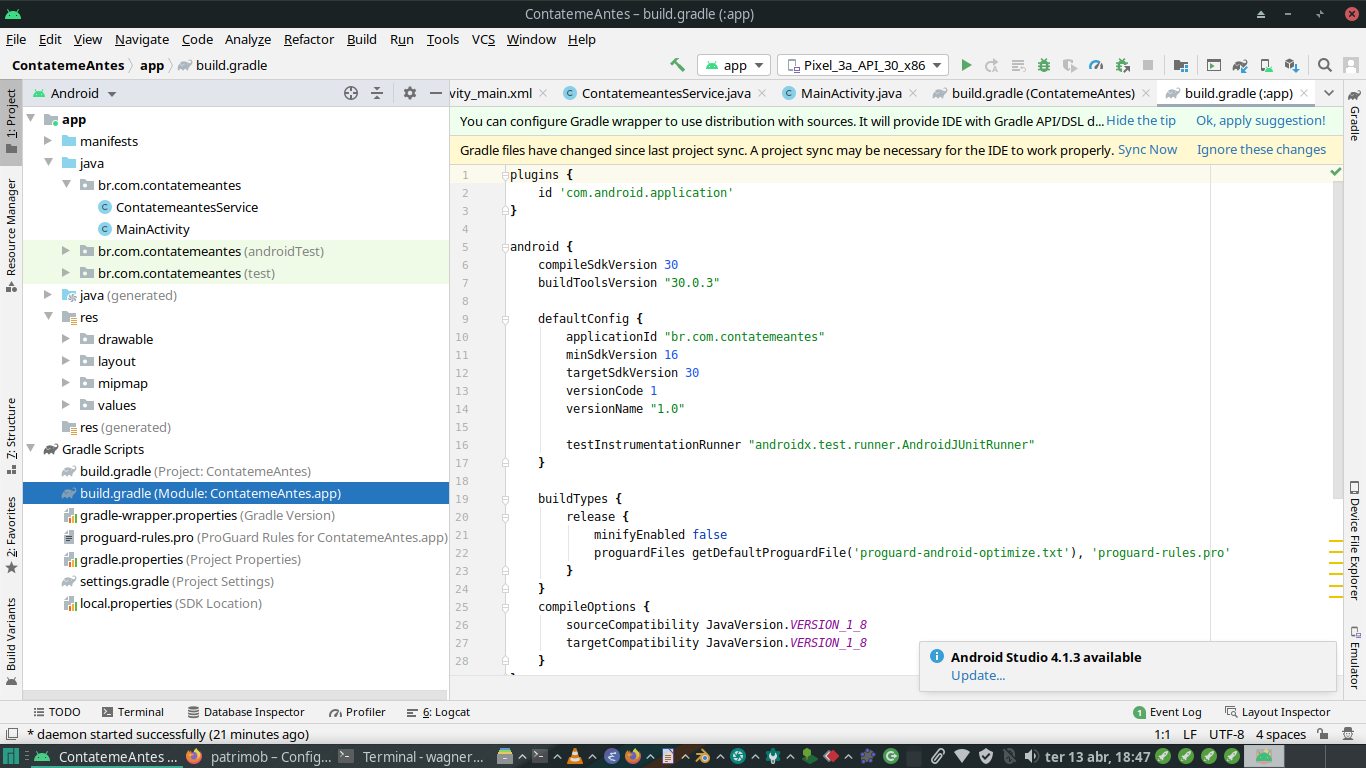 ContatemeAntes – build.gradle (:app)
File Edit View Navigate Code Analyze Refactor Build Run Tools VCS Window Help
ContatemeAntes app build.gradle
app Pixel_3a_API_30_x86
1: Project
Resource Manager
7: Structure
2: Favorites
Build Variants
Android
app
manifests
java
br.com.contatemeantes
ContatemeantesService
MainActivity
br.com.contatemeantes (androidTest)
br.com.contatemeantes (test)
java (generated)
res
drawable
layout
mipmap
values
res (generated)
Gradle Scripts
build.gradle (Project: ContatemeAntes)
build.gradle (Module: ContatemeAntes.app)
gradle-wrapper.properties (Gradle Version)
proguard-rules.pro (ProGuard Rules for ContatemeAntes.app)
gradle.properties (Project Properties)
settings.gradle (Project Settings)
local.properties (SDK Location)
vity_main.xml ContatemeantesService.java MainActivity.java build.gradle (ContatemeAntes) build.gradle (:app)
You can configure Gradle wrapper to use distribution with sources. It will provide IDE with Gradle API/DSL d... Hide the tip Ok, apply suggestion!
Gradle files have changed since last project sync. A project sync may be necessary for the IDE to work properly. Sync Now Ignore these changes
1 plugins {
2 id 'com.android.application'
3 }
4
5 android {
6 compileSdkVersion 30
7 buildToolsVersion "30.0.3"
8
9 defaultConfig {
10 applicationId "br.com.contatemeantes"
11 minSdkVersion 16
12 targetSdkVersion 30
13 versionCode 1
14 versionName "1.0"
15
16 testInstrumentationRunner "androidx.test.runner.AndroidJUnitRunner"
17 }
18
19 buildTypes {
20 release {
21 minifyEnabled false
22 proguardFiles getDefaultProguardFile('proguard-android-optimize.txt'), 'proguard-rules.pro'
23 }
24 }
25 compileOptions {
26 sourceCompatibility JavaVersion.VERSION_1_8
27 targetCompatibility JavaVersion.VERSION_1_8
28 }
Gradle
Device File Explorer
Emulator
Android Studio 4.1.3 available
Update...
TODO Terminal Database Inspector Profiler 6: Logcat 1 Event Log Layout Inspector
* daemon started successfully (21 minutes ago) 1:1 LF UTF-8 4 spaces
ContatemeAntes ... patrimob – Config... Terminal - wagner... ter 13 abr, 18:47